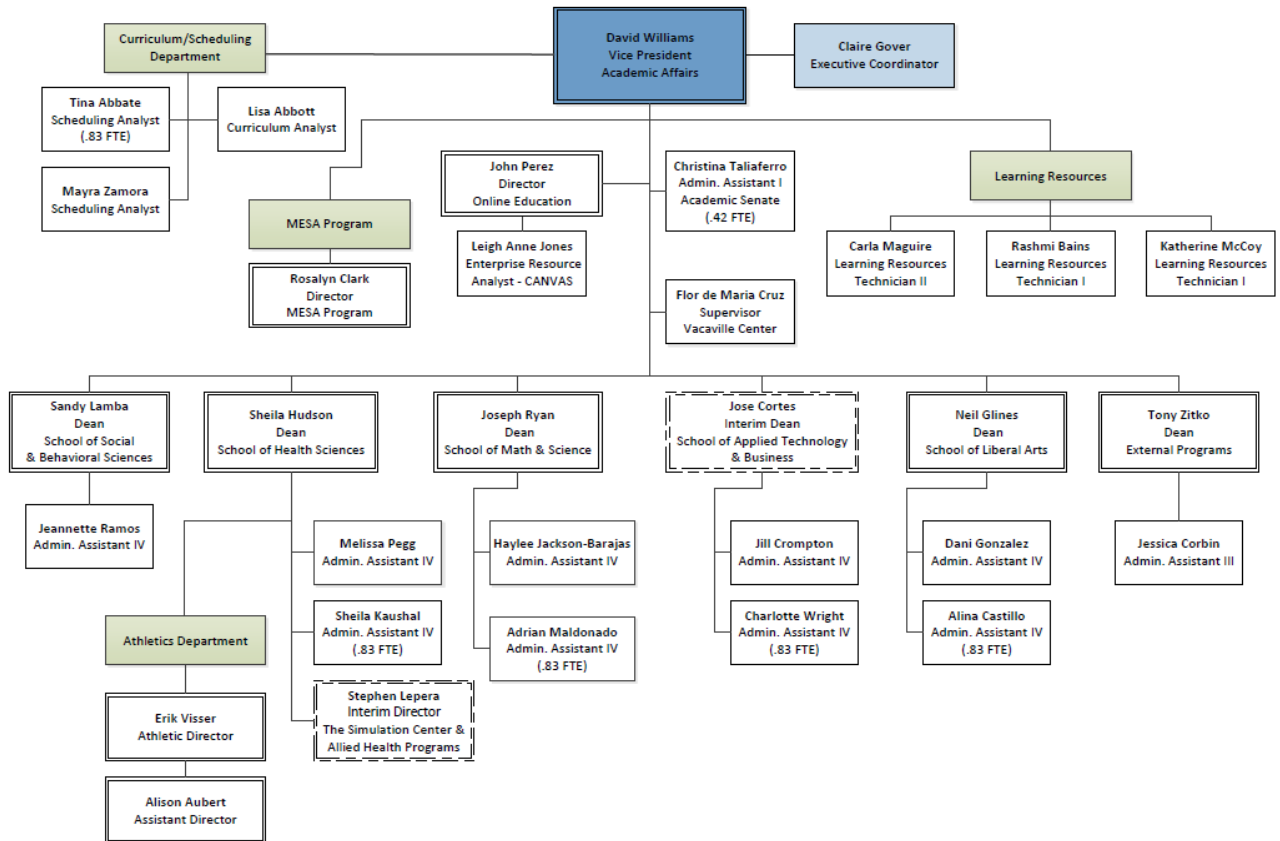 Curriculum/Scheduling
Department
David Williams
Vice President
Academic Affairs
Claire Gover
Executive Coordinator
Tina Abbate
Scheduling Analyst
(.83 FTE)
Lisa Abbott
Curriculum Analyst
Mayra Zamora
Scheduling Analyst
MESA Program
Rosalyn Clark
Director
MESA Program
John Perez
Director
Online Education
Leigh Anne Jones
Enterprise Resource
Analyst - CANVAS
Christina Taliaferro
Admin. Assistant I
Academic Senate
(.42 FTE)
Flor de Maria Cruz
Supervisor
Vacaville Center
Learning Resources
Carla Maguire
Learning Resources
Technician II
Rashmi Bains
Learning Resources
Technician I
Katherine McCoy
Learning Resources
Technician I
Sandy Lamba
Dean
School of Social
& Behavioral Sciences
Sheila Hudson
Dean
School of Health Sciences
Joseph Ryan
Dean
School of Math & Science
Jose Cortes
Interim Dean
School of Applied Technology
& Business
Neil Glines
Dean
School of Liberal Arts
Tony Zitko
Dean
External Programs
Jeannette Ramos
Admin. Assistant IV
Melissa Pegg
Admin. Assistant IV
Haylee Jackson-Barajas
Admin. Assistant IV
Jill Crompton
Admin. Assistant IV
Dani Gonzalez
Admin. Assistant IV
Jessica Corbin
Admin. Assistant III
Athletics Department
Sheila Kaushal
Admin. Assistant IV
(.83 FTE)
Adrian Maldonado
Admin. Assistant IV
(.83 FTE)
Charlotte Wright
Admin. Assistant IV
(.83 FTE)
Alina Castillo
Admin. Assistant IV
(.83 FTE)
Erik Visser
Athletic Director
Stephen Lepera
Interim Director
The Simulation Center &
Allied Health Programs
Alison Aubert
Assistant Director